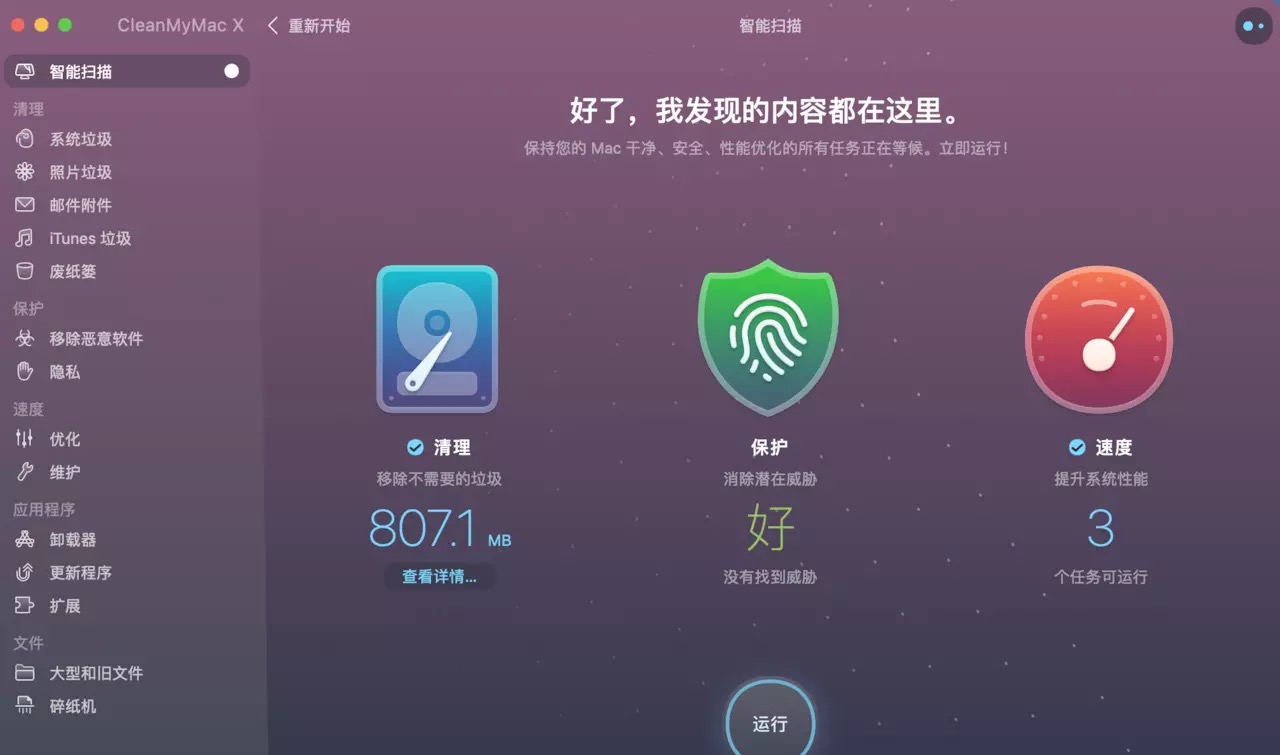 CleanMyMac X
重新开始
智能扫描
智能扫描
清理
系统垃圾
照片垃圾
邮件附件
iTunes 垃圾
废纸篓
保护
移除恶意软件
隐私
速度
优化
维护
应用程序
卸载器
更新程序
扩展
文件
大型和旧文件
碎纸机
好了，我发现的内容都在这里。
保持您的 Mac 干净、安全、性能优化的所有任务正在等候。立即运行！
清理
移除不需要的垃圾
807.1 MB
查看详情...
保护
消除潜在威胁
好
没有找到威胁
速度
提升系统性能
3
个任务可运行
运行